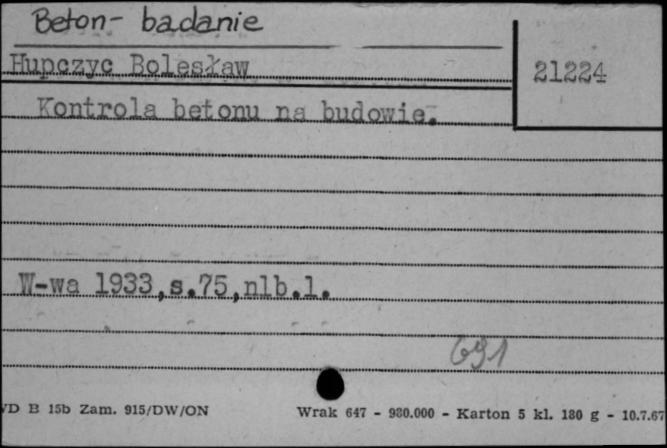 Beton- badanie
Hupczyc Bolesław
21224
Kontrola betonu na budowie.
W-wa 1933,s.75,nlb.1.
691
VD B 15b Zam. 915/DW/ON
Wrak 647 - 980.000 - Karton 5 kl. 180 g - 10.7.67